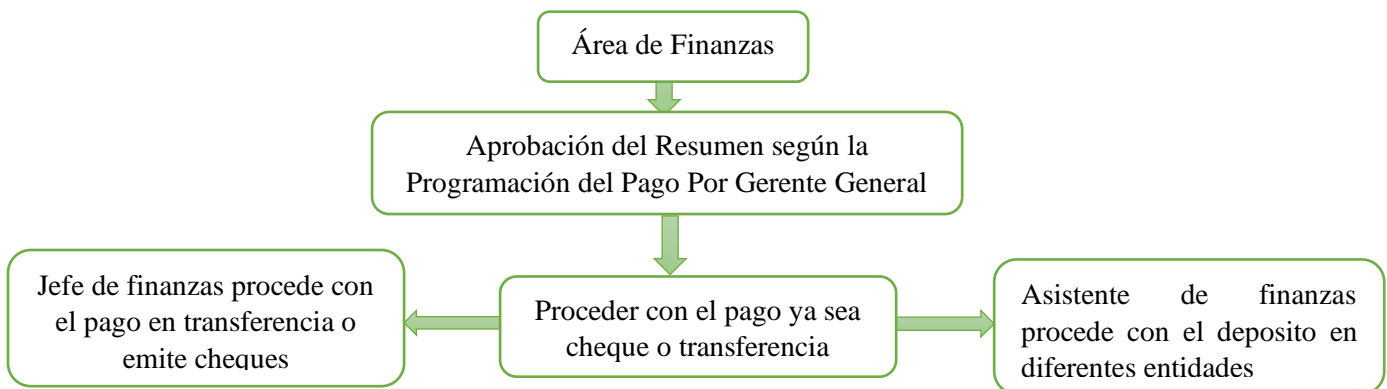 Área de Finanzas
Aprobación del Resumen según la
Programación del Pago Por Gerente General
Jefe de finanzas procede con
el pago en transferencia o
emite cheques
Proceder con el pago ya sea
cheque o transferencia
Asistente de finanzas
procede con el deposito en
diferentes entidades